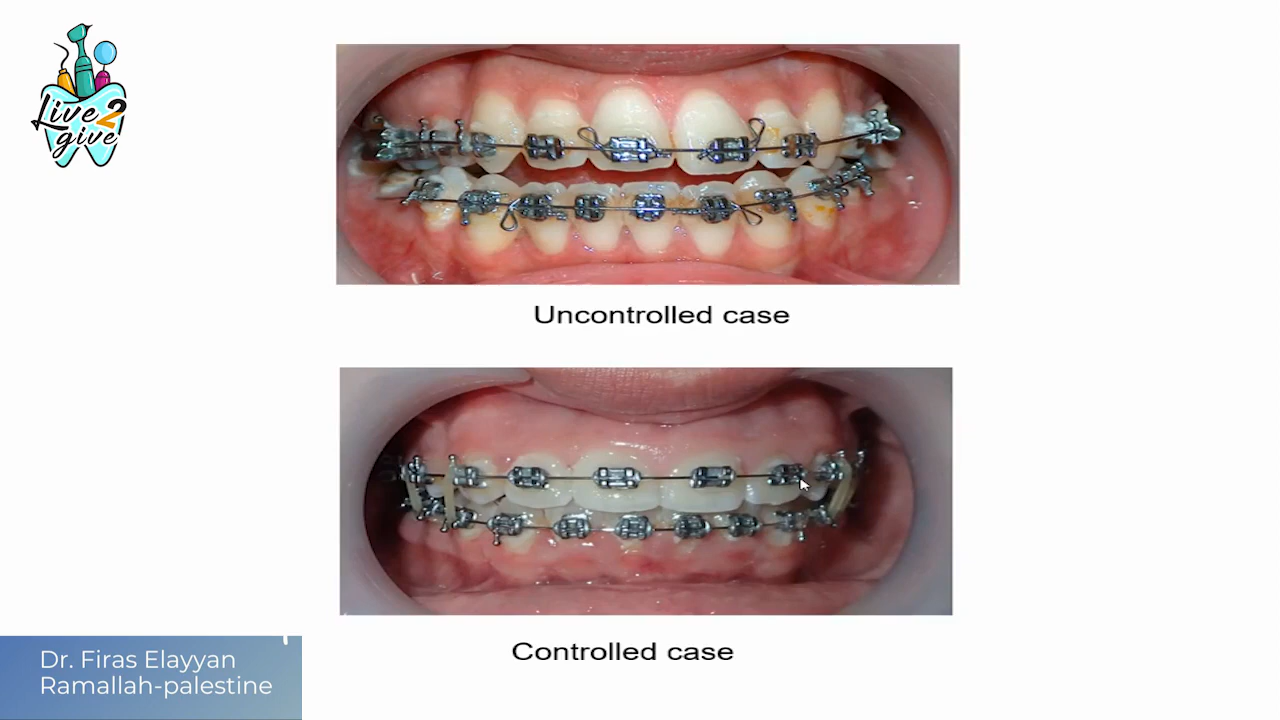 Live 2
give
Uncontrolled case
Controlled case
Dr. Firas Elayyan
Ramallah-palestine